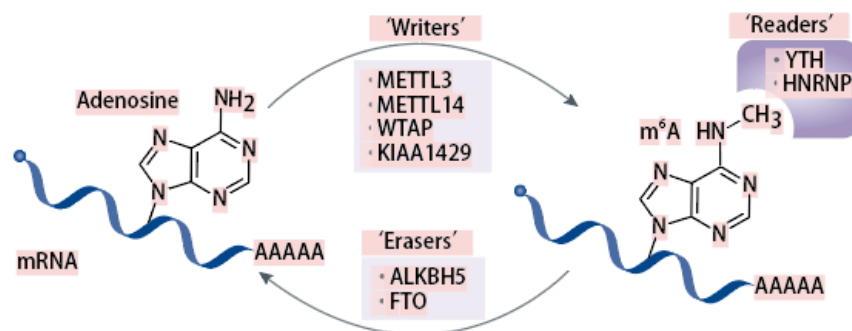 'Writers'
• METTL3
• METTL14
• WTAP
• KIAA1429
'Readers'
• YTH
• HNRNP
Adenosine
NH2
N
N
N
N
mRNA
AAAAA
m⁶A
HN
CH3
N
N
N
N
AAAAA
'Erasers'
• ALKBH5
• FTO